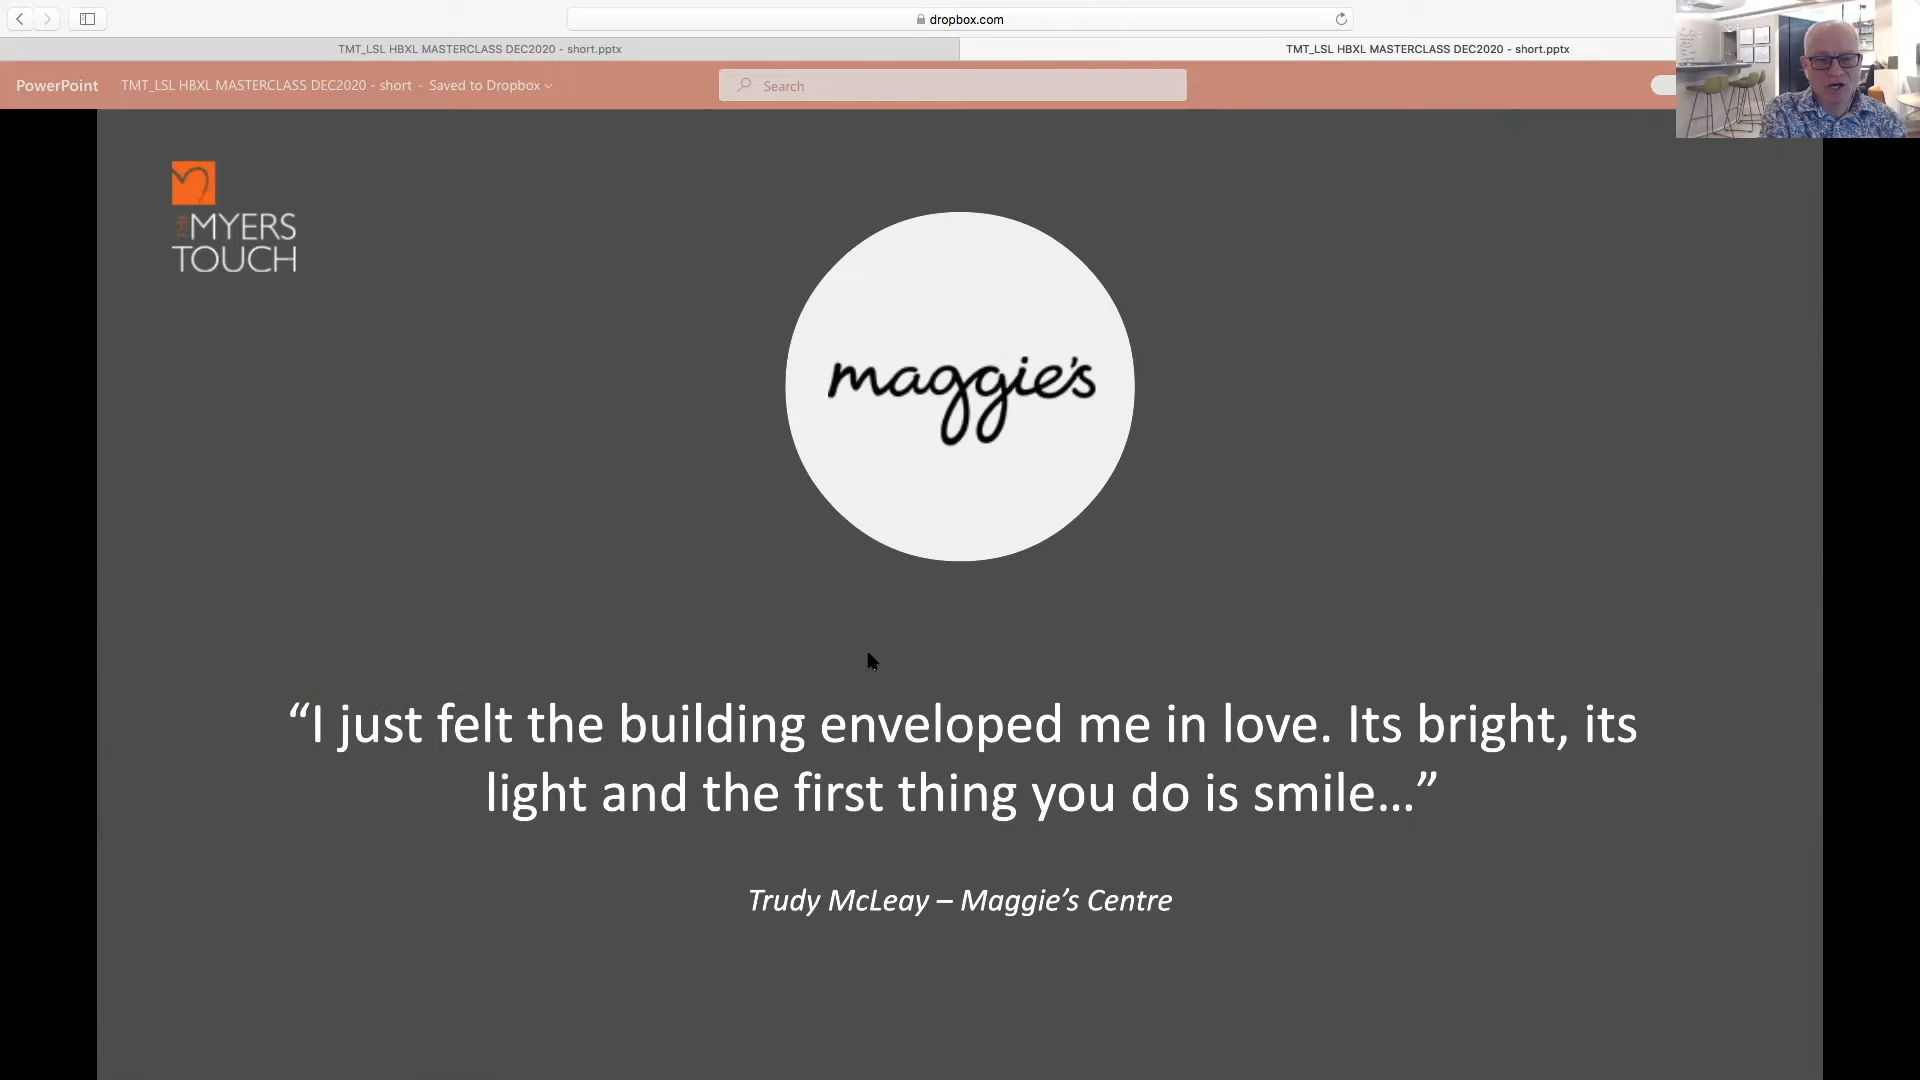 dropbox.com
TMT_LSL HBXL MASTERCLASS DEC2020 - short.pptx
TMT_LSL HBXL MASTERCLASS DEC2020 - short.pptx
PowerPoint
TMT_LSL HBXL MASTERCLASS DEC2020 - short - Saved to Dropbox
Search
THE MYERS
TOUCH
maggie's
“I just felt the building enveloped me in love. Its bright, its
light and the first thing you do is smile...”
Trudy McLeay – Maggie’s Centre